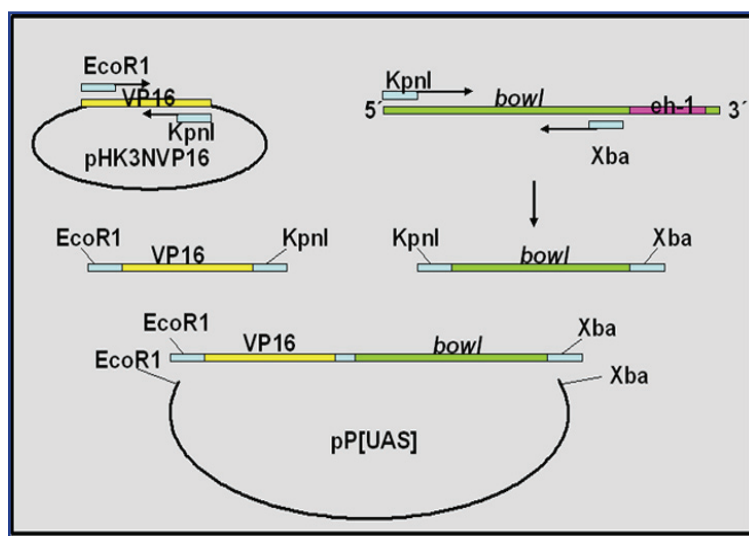 EcoR1
VP16
KpnI
pHK3NVP16
KpnI
5´ bowl eh-1 3´
Xba
EcoR1 VP16 KpnI
KpnI bowl Xba
EcoR1 VP16 bowl Xba
EcoR1 Xba
pP[UAS]